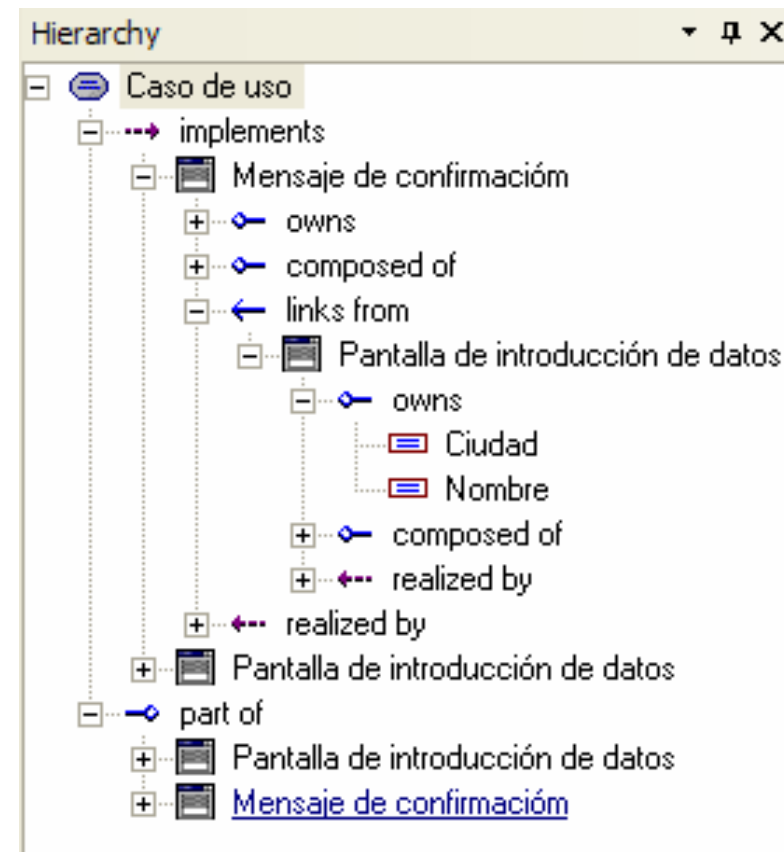 Hierarchy
Caso de uso
implements
Mensaje de confirmacióm
owns
composed of
links from
Pantalla de introducción de datos
owns
Ciudad
Nombre
composed of
realized by
realized by
Pantalla de introducción de datos
part of
Pantalla de introducción de datos
Mensaje de confirmacióm